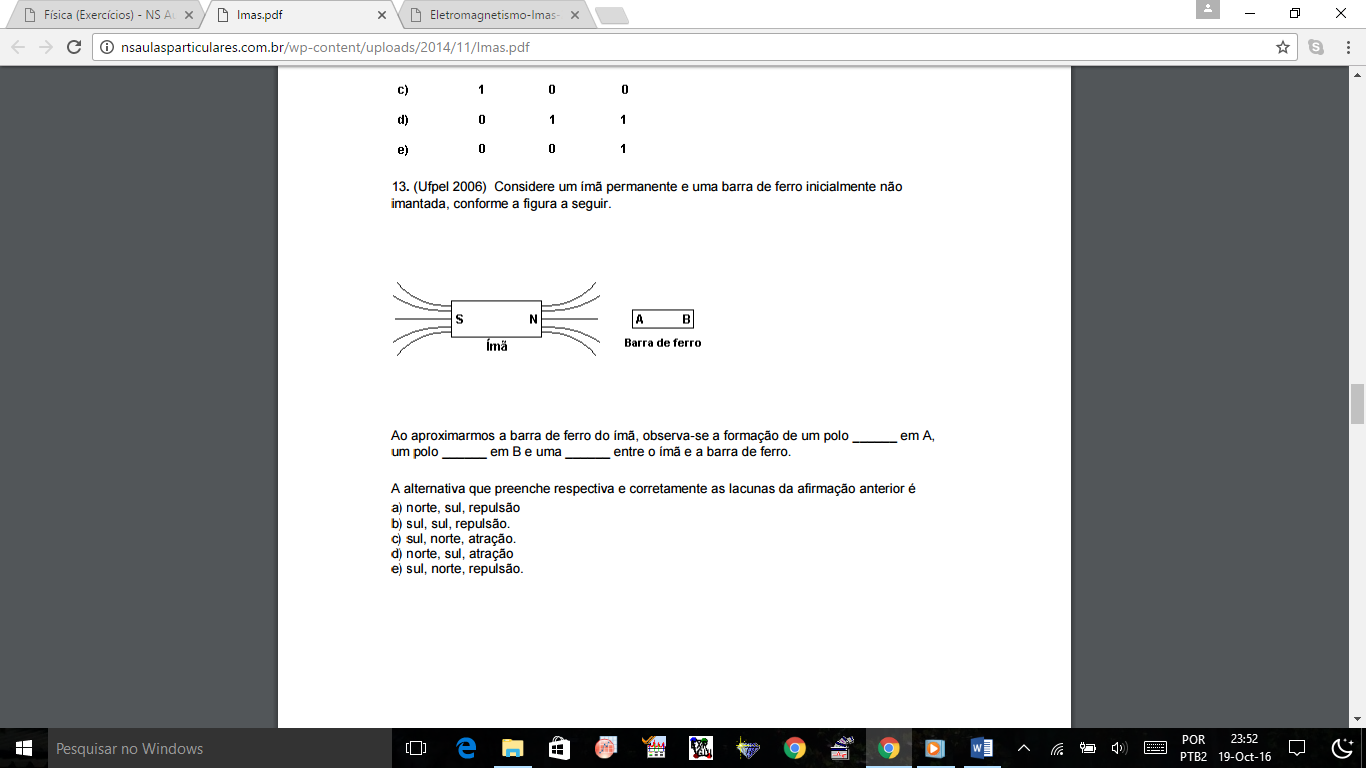 Física (Exercícios) - NS Au
Imas.pdf
Eletromagnetismo-Imas-
nsaulasparticulares.com.br/wp-content/uploads/2014/11/Imas.pdf
c) 1 0 0
d) 0 1 1
e) 0 0 1
13. (Ufpel 2006) Considere um ímã permanente e uma barra de ferro inicialmente não
imantada, conforme a figura a seguir.
S N A B
Ímã Barra de ferro
Ao aproximarmos a barra de ferro do ímã, observa-se a formação de um polo ______ em A,
um polo ______ em B e uma ______ entre o ímã e a barra de ferro.
A alternativa que preenche respectiva e corretamente as lacunas da afirmação anterior é
a) norte, sul, repulsão
b) sul, sul, repulsão.
c) sul, norte, atração.
d) norte, sul, atração
e) sul, norte, repulsão.
Pesquisar no Windows
POR 23:52
PTB2 19-Oct-16